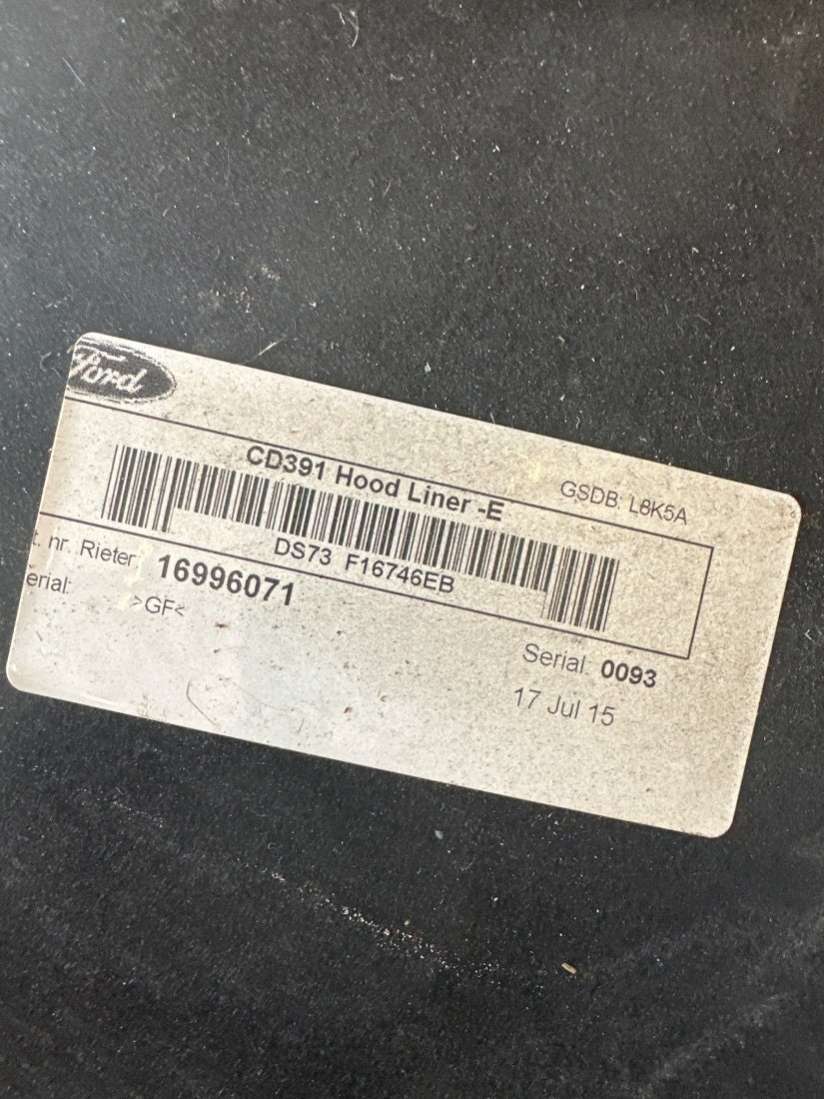 Ford
CD391 Hood Liner -E
GSDB: L8K5A
DS73 F16746EB
t. nr. Rieter: 16996071
erial: >GF<
Serial: 0093
17 Jul 15